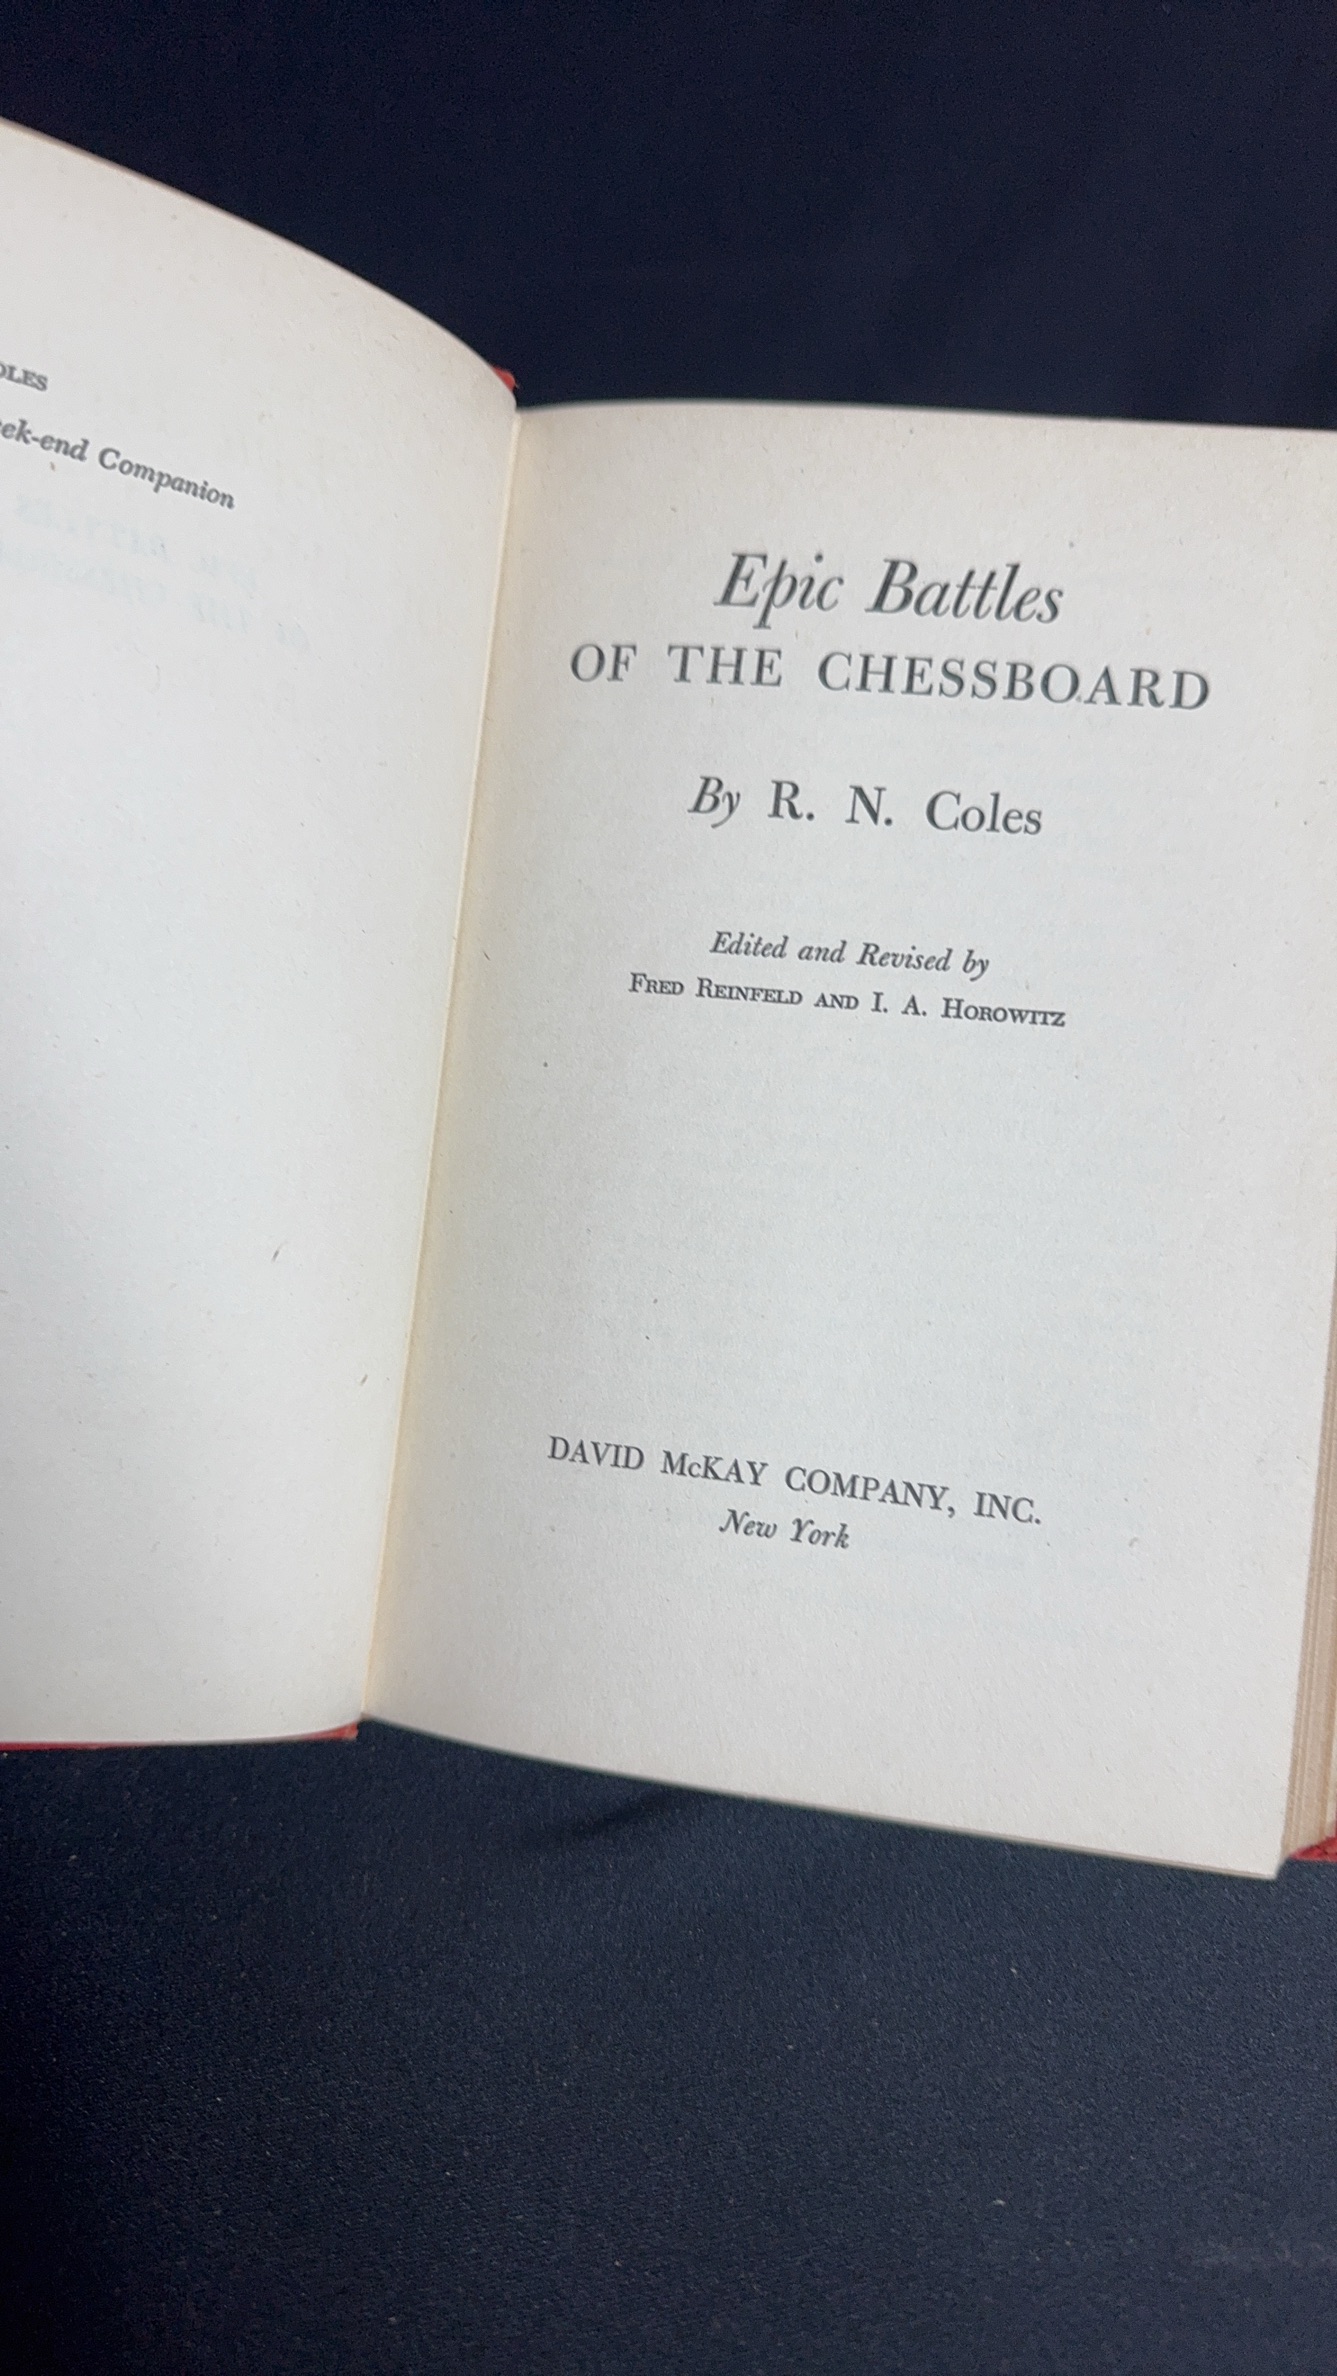 OLES
ek-end Companion
Epic Battles
OF THE CHESSBOARD
By R. N. Coles
Edited and Revised by
FRED REINFELD AND I. A. HOROWITZ
DAVID McKAY COMPANY, INC.
New York